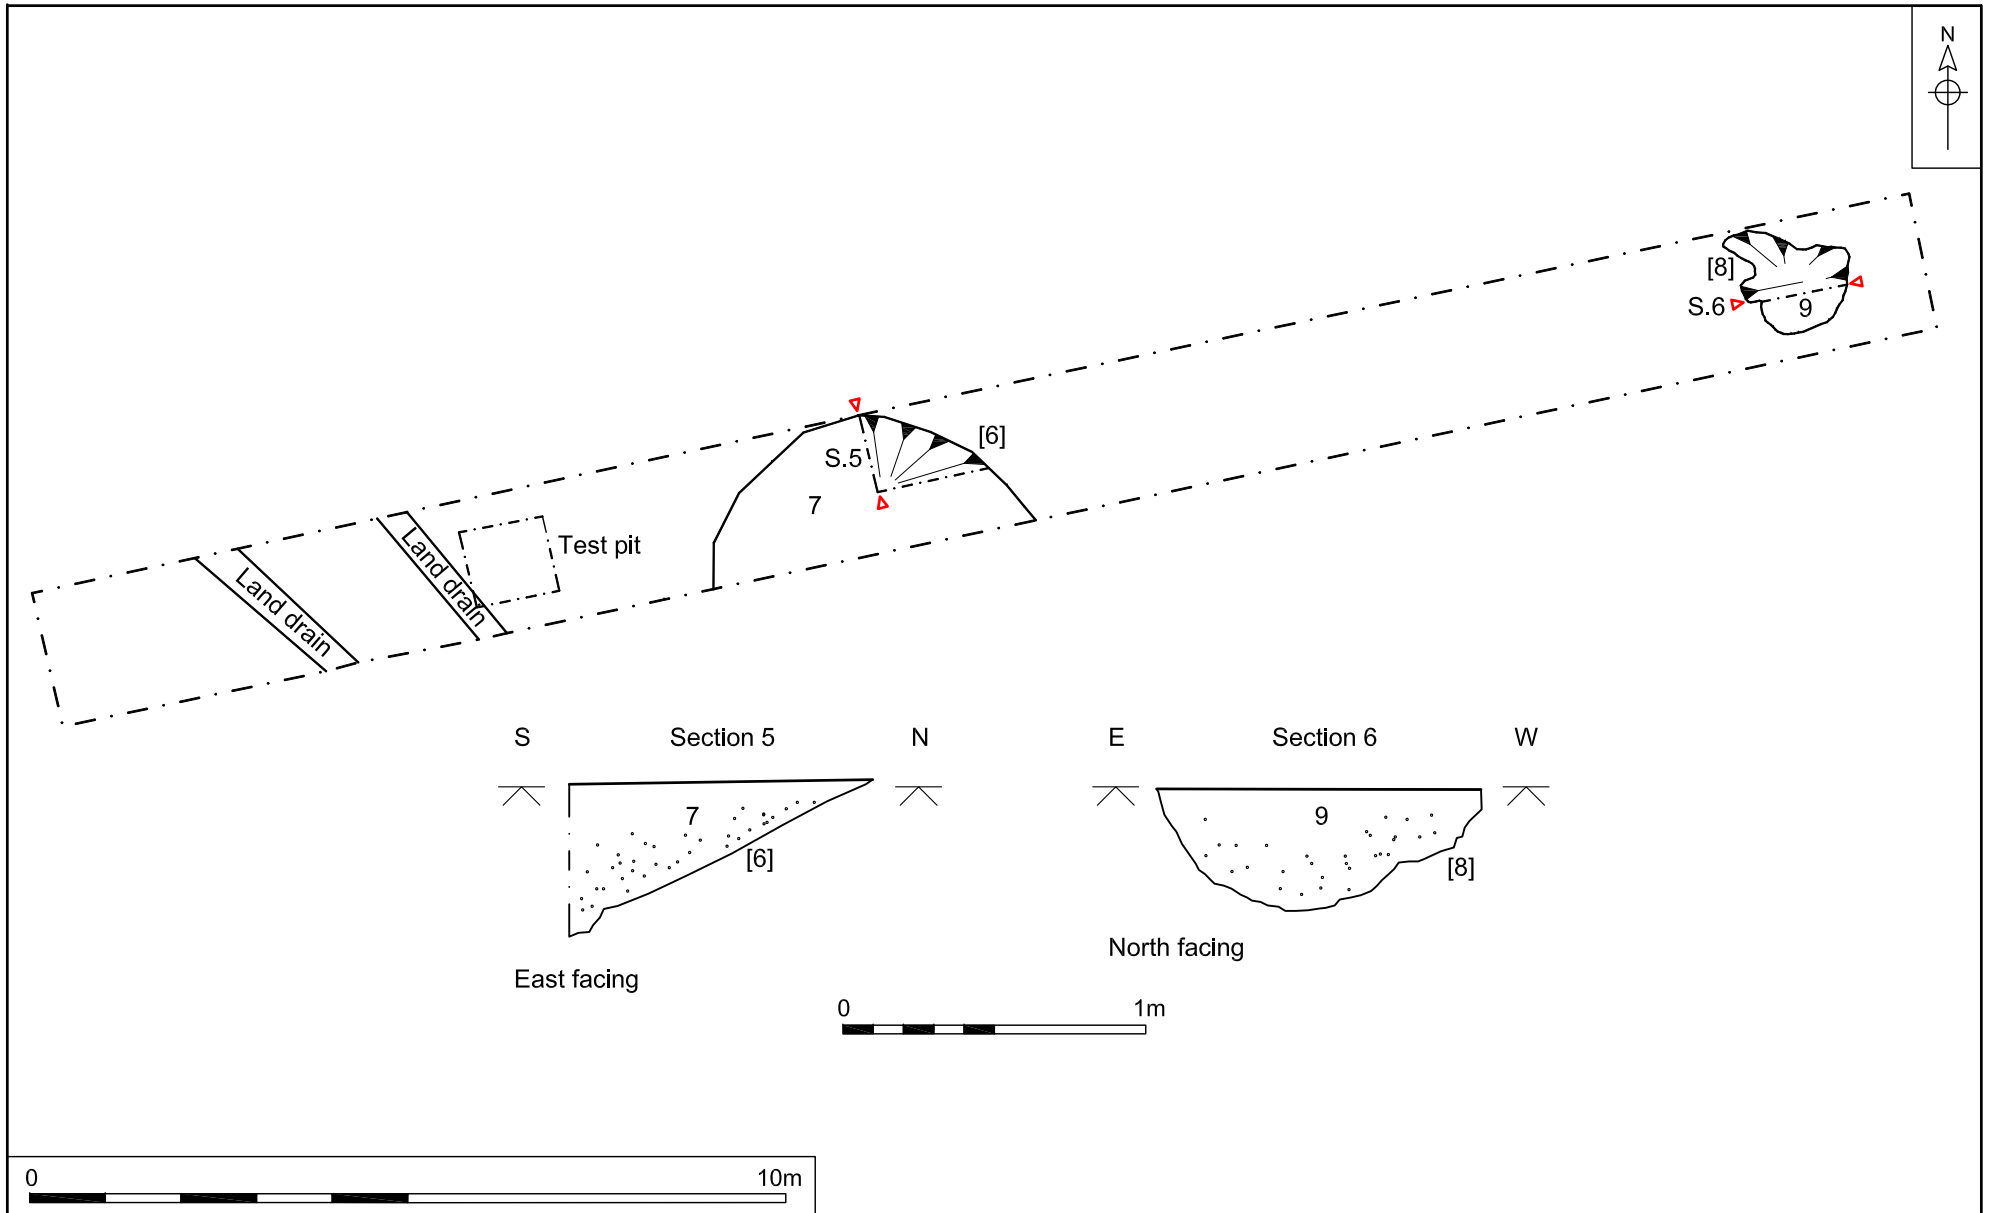 N
[8]
S.6
9
[6]
S.5
7
Test pit
Land drain
Land drain
S Section 5 N
E Section 6 W
7
[6]
9
[8]
East facing
North facing
0 1m
0 10m